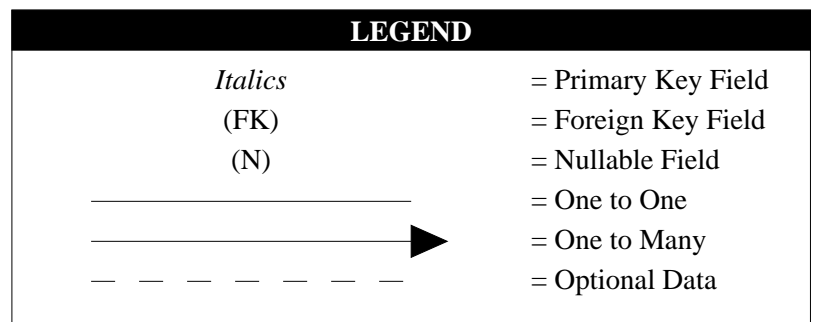 LEGEND
Italics = Primary Key Field
(FK) = Foreign Key Field
(N) = Nullable Field
= One to One
= One to Many
= Optional Data